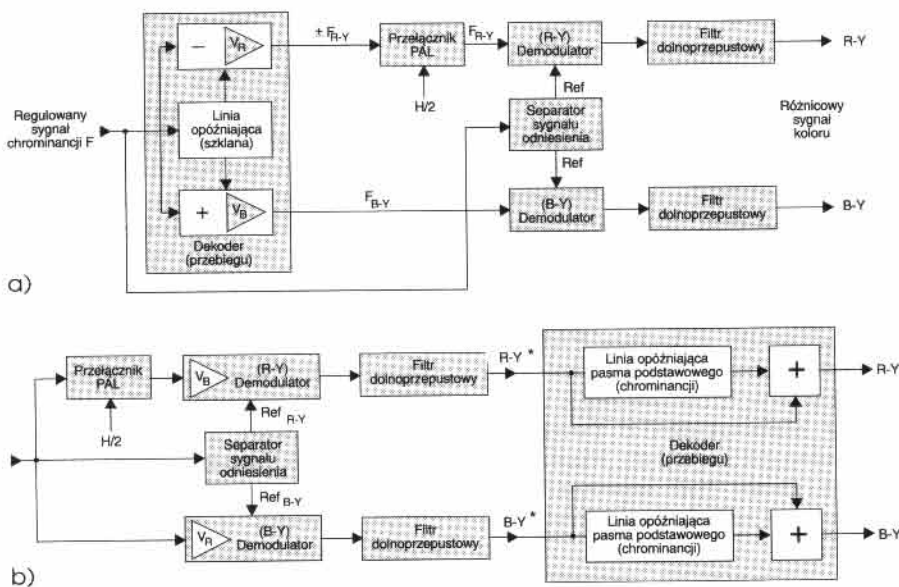 ± F_R-Y
F_R-Y
− V_R
Przełącznik
PAL
(R-Y)
Demodulator
Filtr
dolnoprzepustowy
R-Y
H/2
Ref
Regulowany
sygnał
chrominancji F
Linia
opóźniająca
(szklana)
Separator
sygnału
odniesienia
Różnicowy
sygnał
koloru
Ref
+ V_B
F_B-Y
(B-Y)
Demodulator
Filtr
dolnoprzepustowy
B-Y
Dekoder
(przebiegu)
a)
Przełącznik
PAL
V_B
(R-Y)
Demodulator
Filtr
dolnoprzepustowy
R-Y *
Linia opóźniająca
pasma podstawowego
(chrominancji)
+
R-Y
H/2
Ref R-Y
Separator
sygnału
odniesienia
Dekoder
(przebiegu)
Ref B-Y
V_R
(B-Y)
Demodulator
Filtr
dolnoprzepustowy
B-Y *
Linia opóźniająca
pasma podstawowego
(chrominancji)
+
B-Y
b)